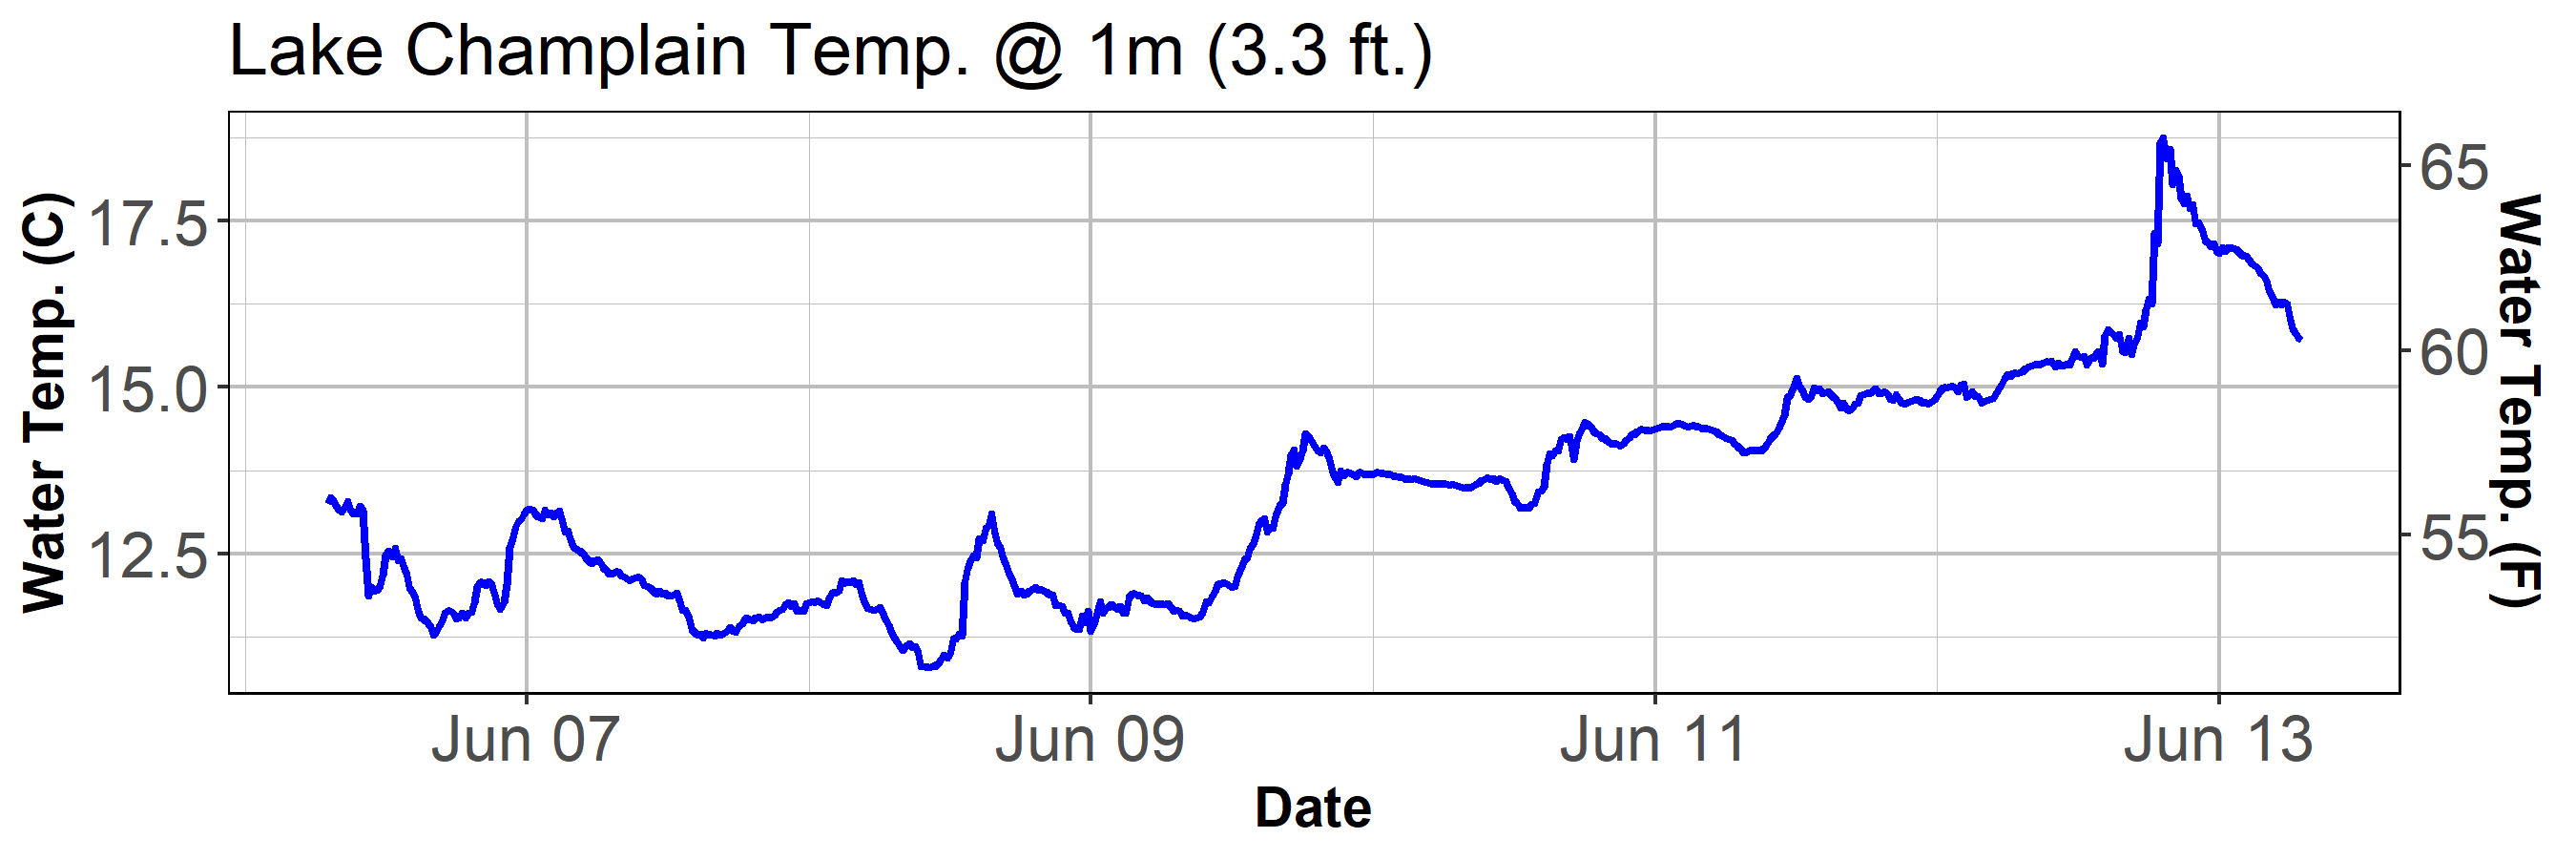 Lake Champlain Temp. @ 1m (3.3 ft.)
Water Temp. (C)
17.5
15.0
12.5
65
60
55
Water Temp. (F)
Jun 07 Jun 09 Jun 11 Jun 13
Date